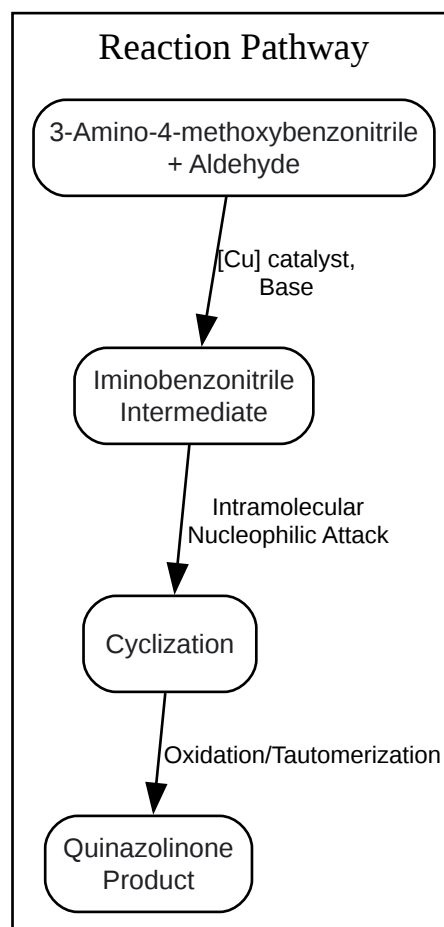 Reaction Pathway
3-Amino-4-methoxybenzonitrile
+ Aldehyde
[Cu] catalyst,
Base
Iminobenzonitrile
Intermediate
Intramolecular
Nucleophilic Attack
Cyclization
Oxidation/Tautomerization
Quinazolinone
Product